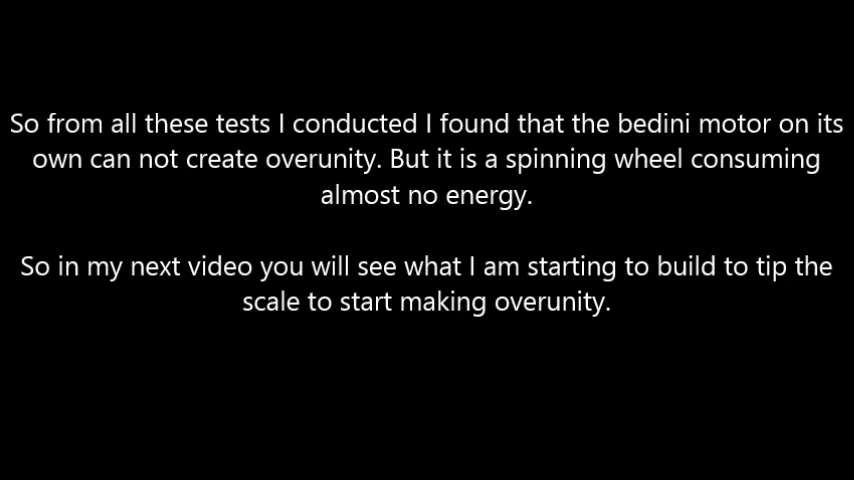 So from all these tests I conducted I found that the bedini motor on its
own can not create overunity. But it is a spinning wheel consuming
almost no energy.
So in my next video you will see what I am starting to build to tip the
scale to start making overunity.